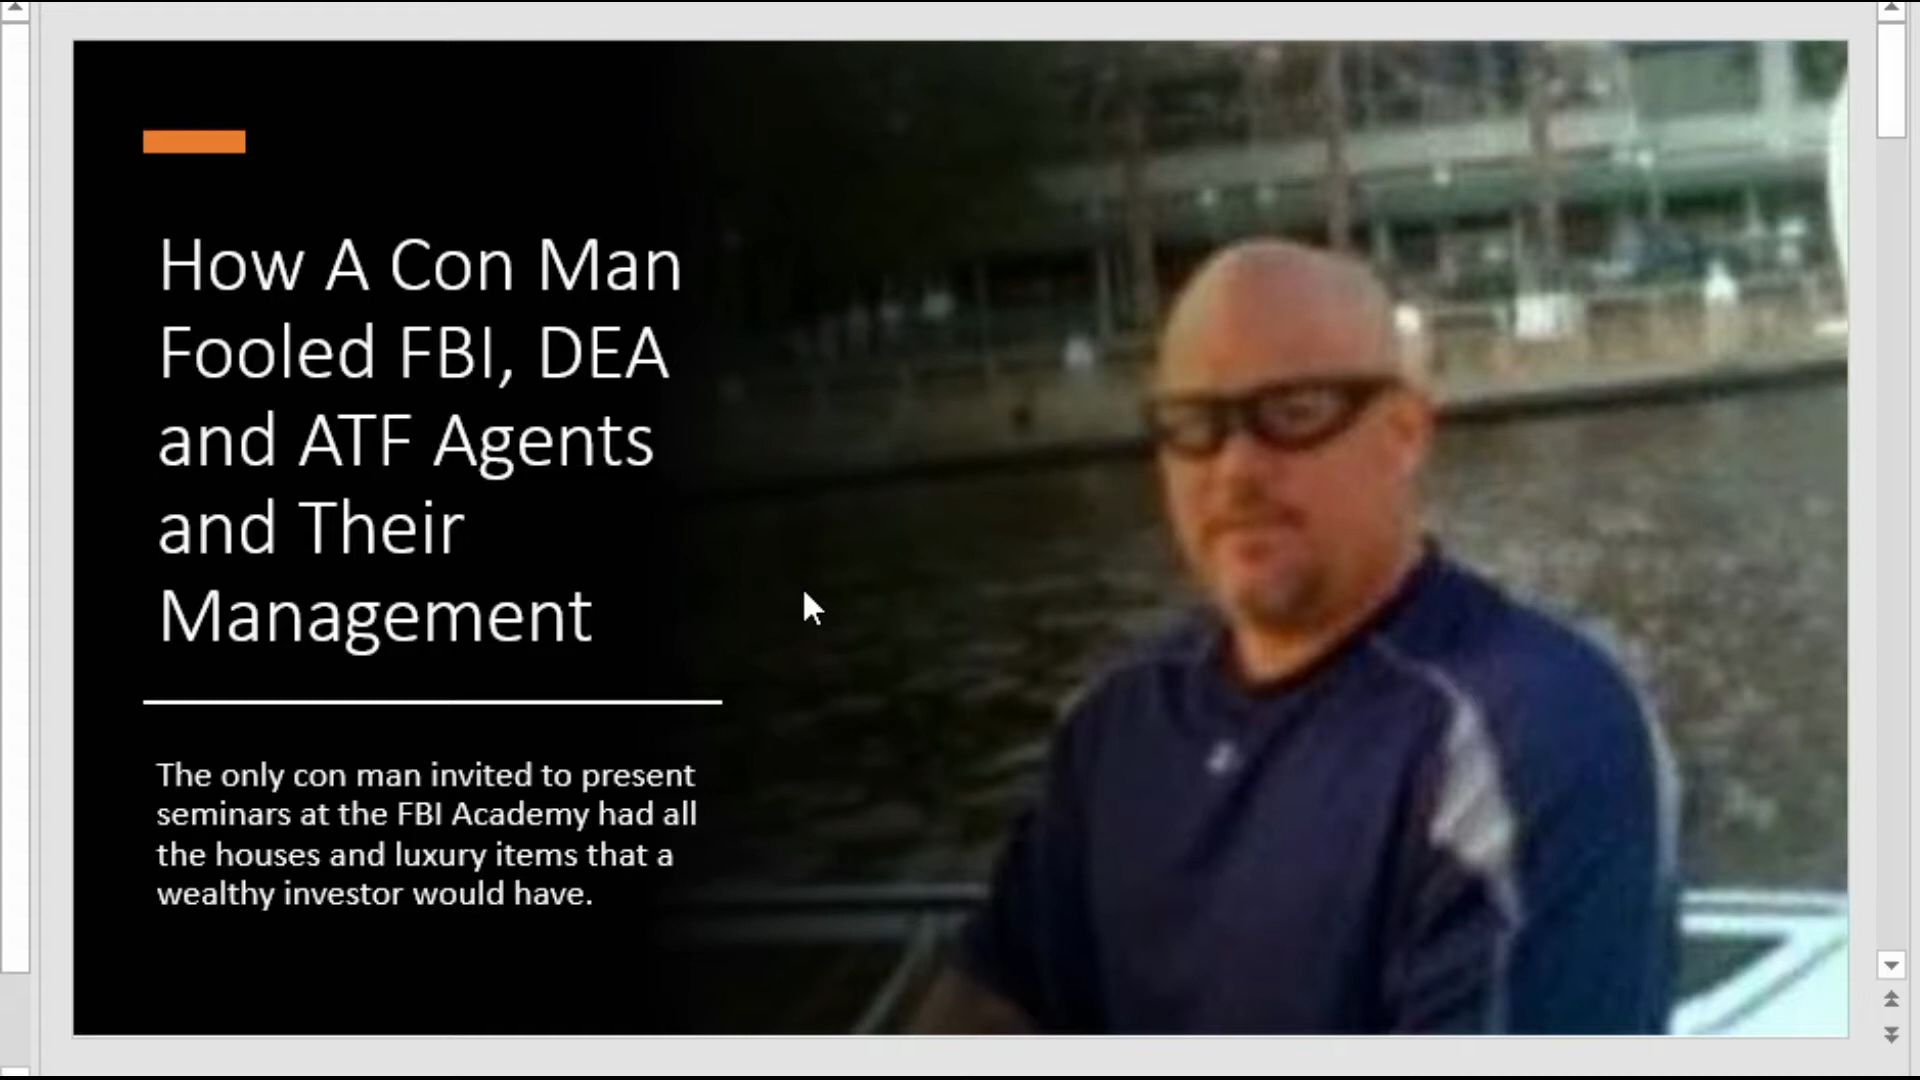 How A Con Man
Fooled FBI, DEA
and ATF Agents
and Their
Management
The only con man invited to present
seminars at the FBI Academy had all
the houses and luxury items that a
wealthy investor would have.